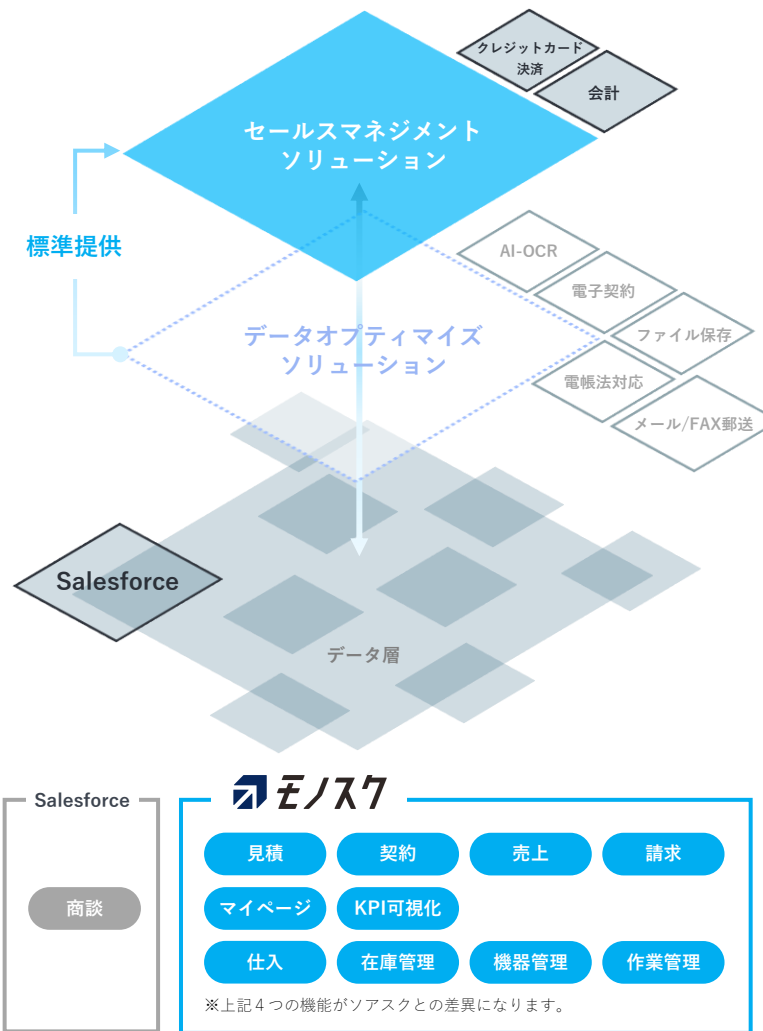 クレジットカード
決済
会計
セールスマネジメント
ソリューション
標準提供
AI-OCR
電子契約
データオプティマイズ
ソリューション
ファイル保存
電帳法対応
メール/FAX郵送
Salesforce
データ層
Salesforce
モノスク
商談
見積 契約 売上 請求
マイページ KPI可視化
仕入 在庫管理 機器管理 作業管理
※上記４つの機能がソアスクとの差異になります。